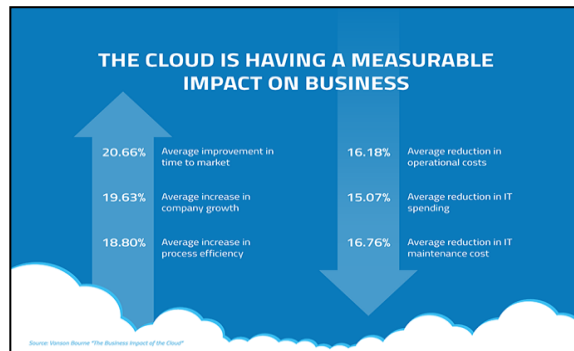 THE CLOUD IS HAVING A MEASURABLE
IMPACT ON BUSINESS
20.66%
Average improvement in
time to market
19.63%
Average increase in
company growth
18.80%
Average increase in
process efficiency
16.18%
Average reduction in
operational costs
15.07%
Average reduction in IT
spending
16.76%
Average reduction in IT
maintenance cost
Source: Vanson Bourne "The Business Impact of the Cloud"